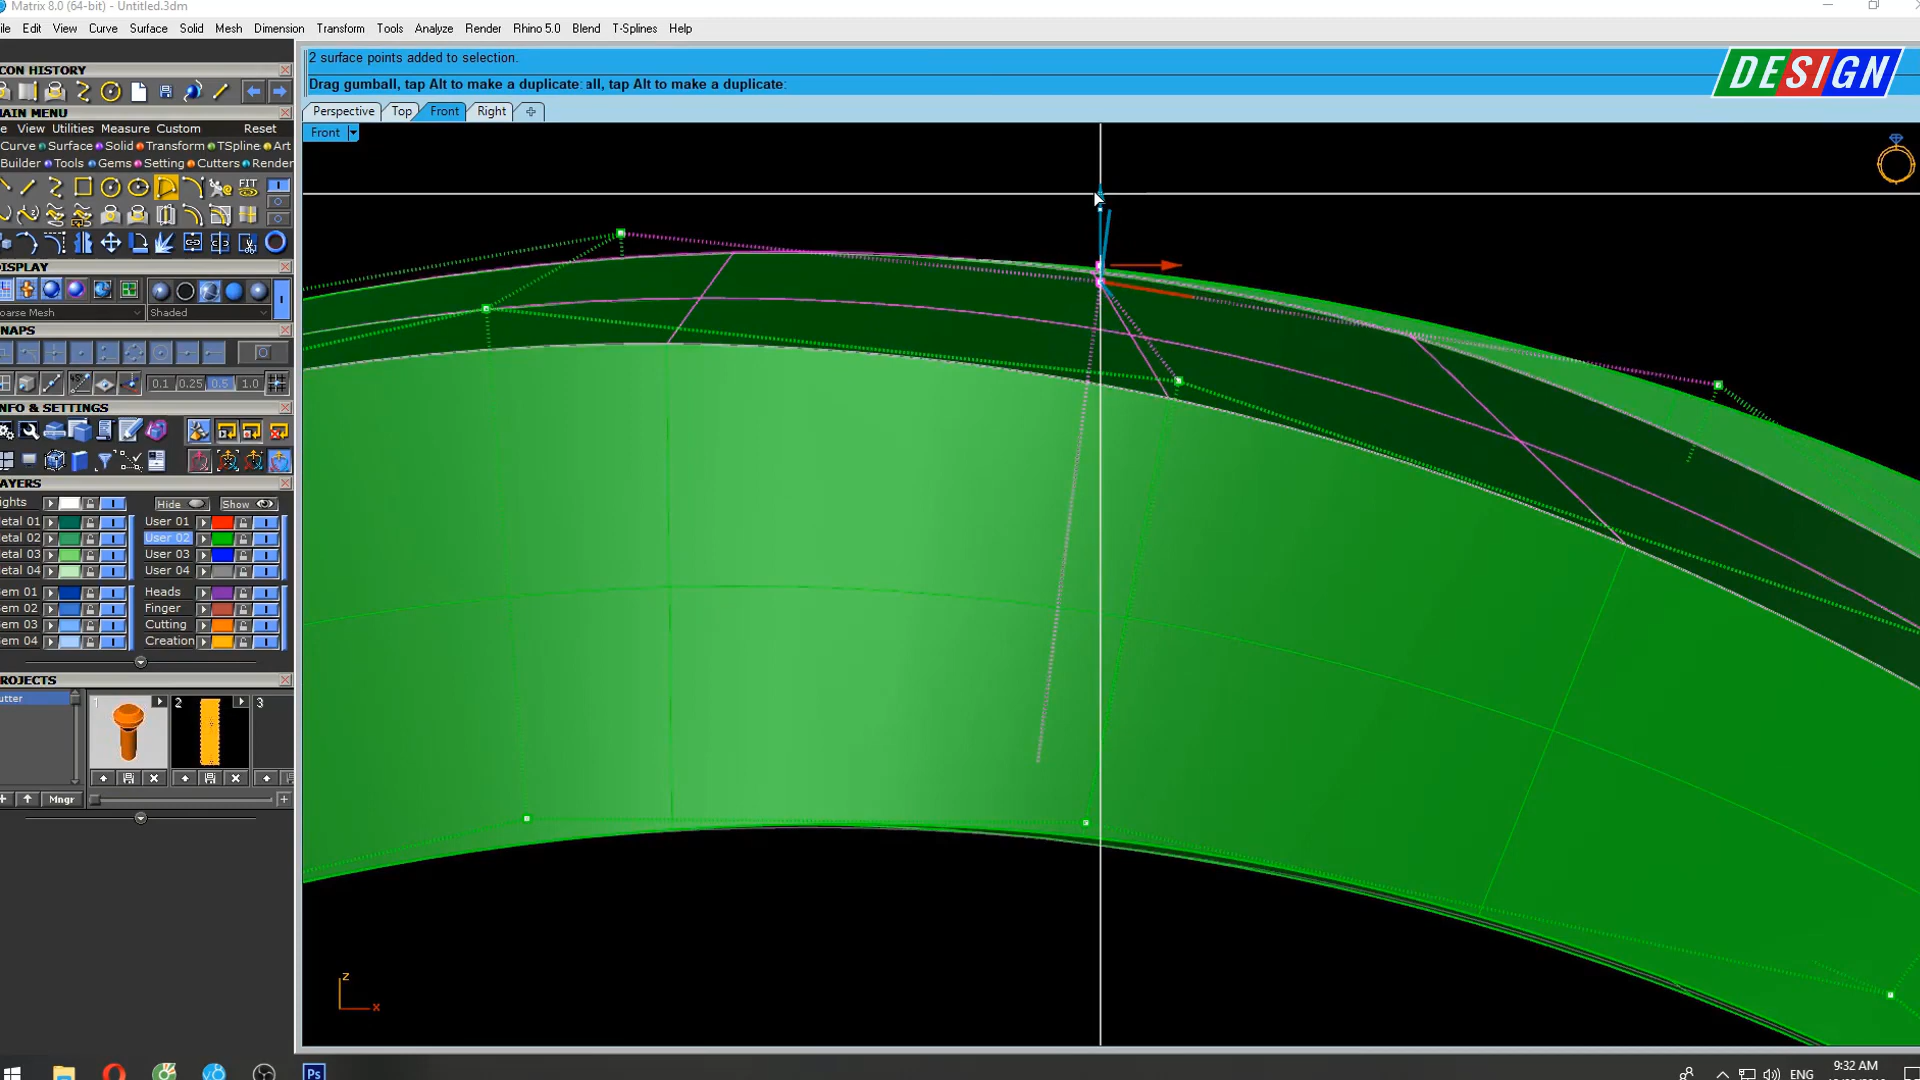 Matrix 8.0 (64-bit) - Untitled.3dm
ile Edit View Curve Surface Solid Mesh Dimension Transform Tools Analyze Render Rhino 5.0 Blend T-Splines Help
2 surface points added to selection.
Drag gumball, tap Alt to make a duplicate: all, tap Alt to make a duplicate:
DESIGN
Perspective Top Front Right
Front
CON HISTORY
AIN MENU
e View Utilities Measure Custom Reset
Curve Surface Solid Transform TSpline Art
Builder Tools Gems Setting Cutters Render
FIT
ISPLAY
oarse Mesh Shaded
NAPS
0.1 0.25 0.5 1.0
NFO & SETTINGS
AYERS
ights Hide Show
etal 01 User 01
etal 02 User 02
etal 03 User 03
etal 04 User 04
em 01 Heads
em 02 Finger
em 03 Cutting
em 04 Creation
ROJECTS
utter 1 2 3
Mngr
z
x
Ps
ENG
9:32 AM